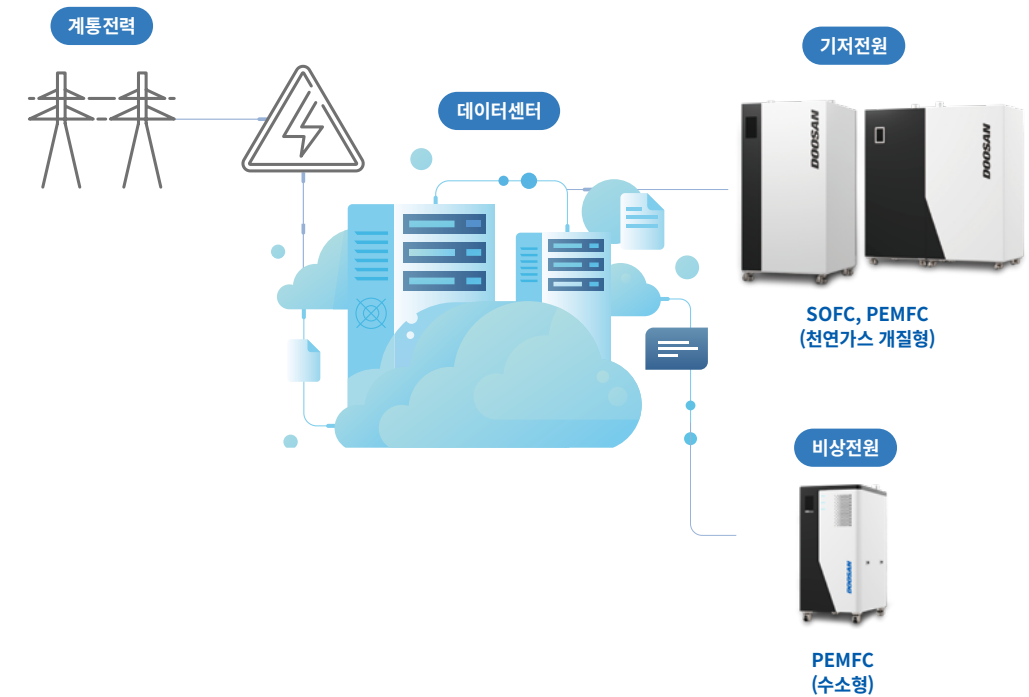 계통전력
데이터센터
기저전원
DOOSAN
DOOSAN
SOFC, PEMFC
(천연가스 개질형)
비상전원
DOOSAN
PEMFC
(수소형)